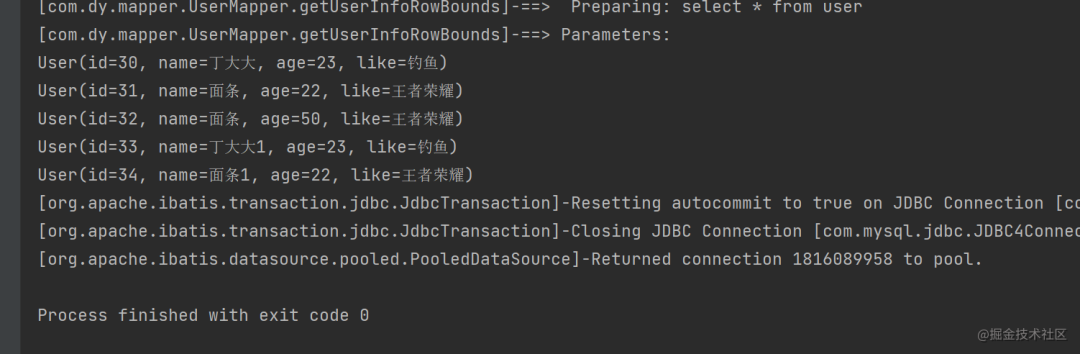 [com.dy.mapper.UserMapper.getUserInfoRowBounds]-==>  Preparing: select * from user
[com.dy.mapper.UserMapper.getUserInfoRowBounds]-==> Parameters:
User(id=30, name=丁大大, age=23, like=钓鱼)
User(id=31, name=面条, age=22, like=王者荣耀)
User(id=32, name=面条, age=50, like=王者荣耀)
User(id=33, name=丁大大1, age=23, like=钓鱼)
User(id=34, name=面条1, age=22, like=王者荣耀)
[org.apache.ibatis.transaction.jdbc.JdbcTransaction]-Resetting autocommit to true on JDBC Connection [co
[org.apache.ibatis.transaction.jdbc.JdbcTransaction]-Closing JDBC Connection [com.mysql.jdbc.JDBC4Connec
[org.apache.ibatis.datasource.pooled.PooledDataSource]-Returned connection 1816089958 to pool.
Process finished with exit code 0
@掘金技术社区